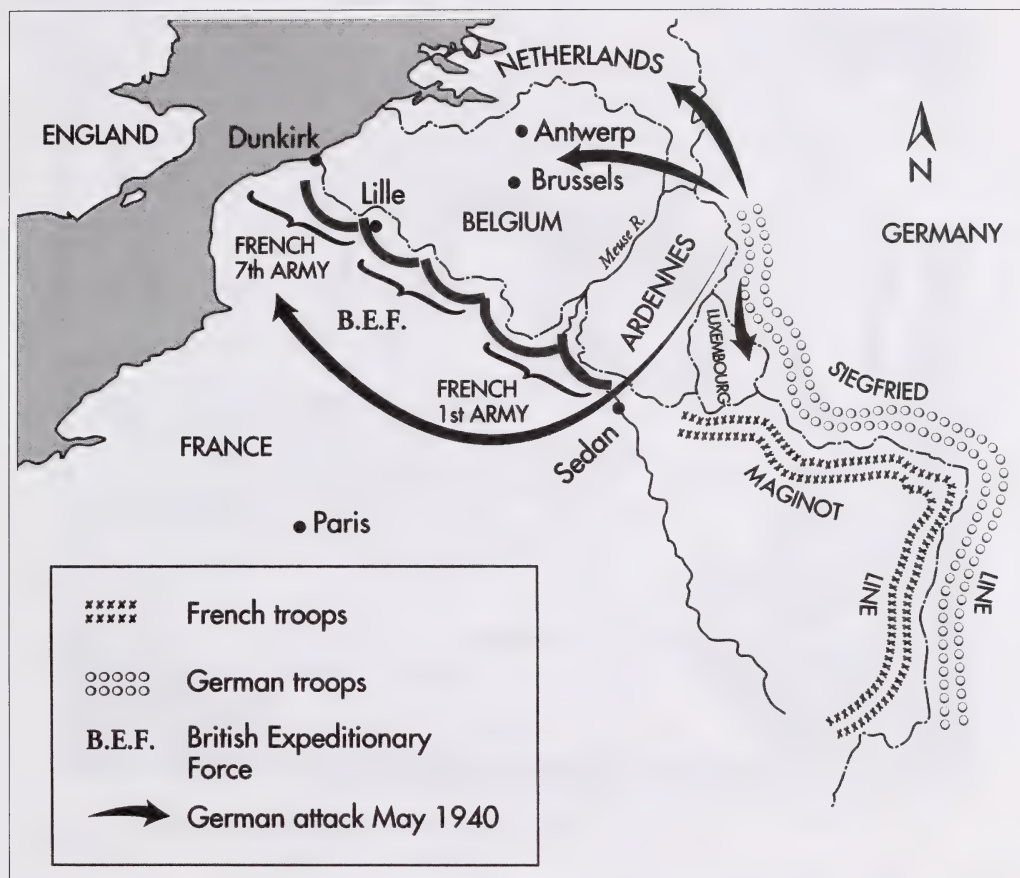 NETHERLANDS
ENGLAND
Dunkirk
Antwerp
N
Lille
Brussels
BELGIUM
GERMANY
FRENCH
7th ARMY
Meuse R.
ARDENNES
B.E.F.
LUXEMBOURG
SIEGFRIED
FRENCH
1st ARMY
FRANCE
Sedan
MAGINOT
Paris
LINE
LINE
French troops
German troops
B.E.F. British Expeditionary
Force
German attack May 1940